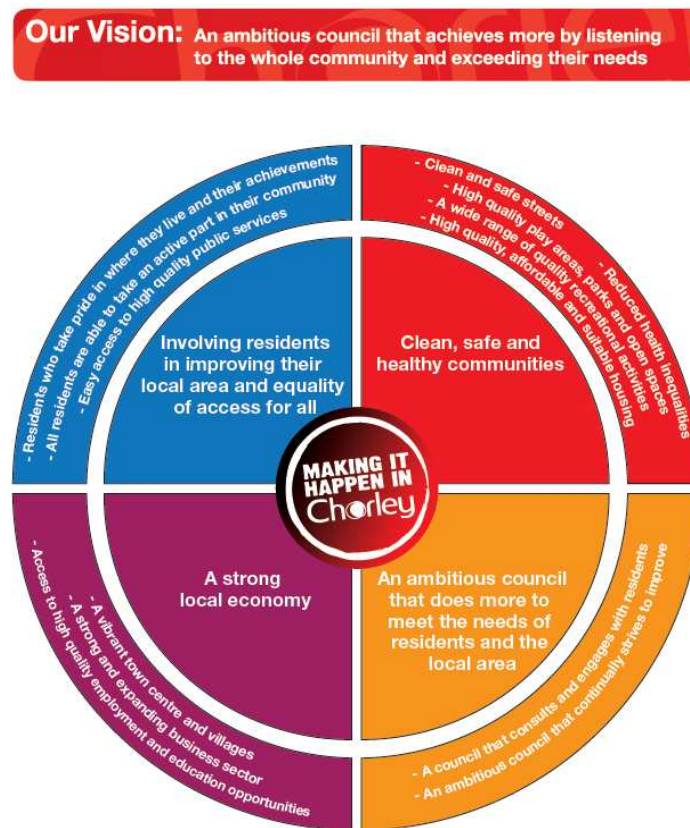 Our Vision: An ambitious council that achieves more by listening
to the whole community and exceeding their needs
- Residents who take pride in where they live and their achievements
- All residents are able to take an active part in their community
- Easy access to high quality public services
Involving residents
in improving their
local area and equality
of access for all
- Clean and safe streets
- Reduced health inequalities
- High quality play areas, parks and open spaces
- A wide range of quality recreational activities
- High quality, affordable and suitable housing
Clean, safe and
healthy communities
MAKING IT
HAPPEN IN
Chorley
A strong
local economy
- A vibrant town centre and villages
- A strong and expanding business sector
- Access to high quality employment and education opportunities
An ambitious council
that does more to
meet the needs of
residents and the
local area
- A council that consults and engages with residents
- An ambitious council that continually strives to improve